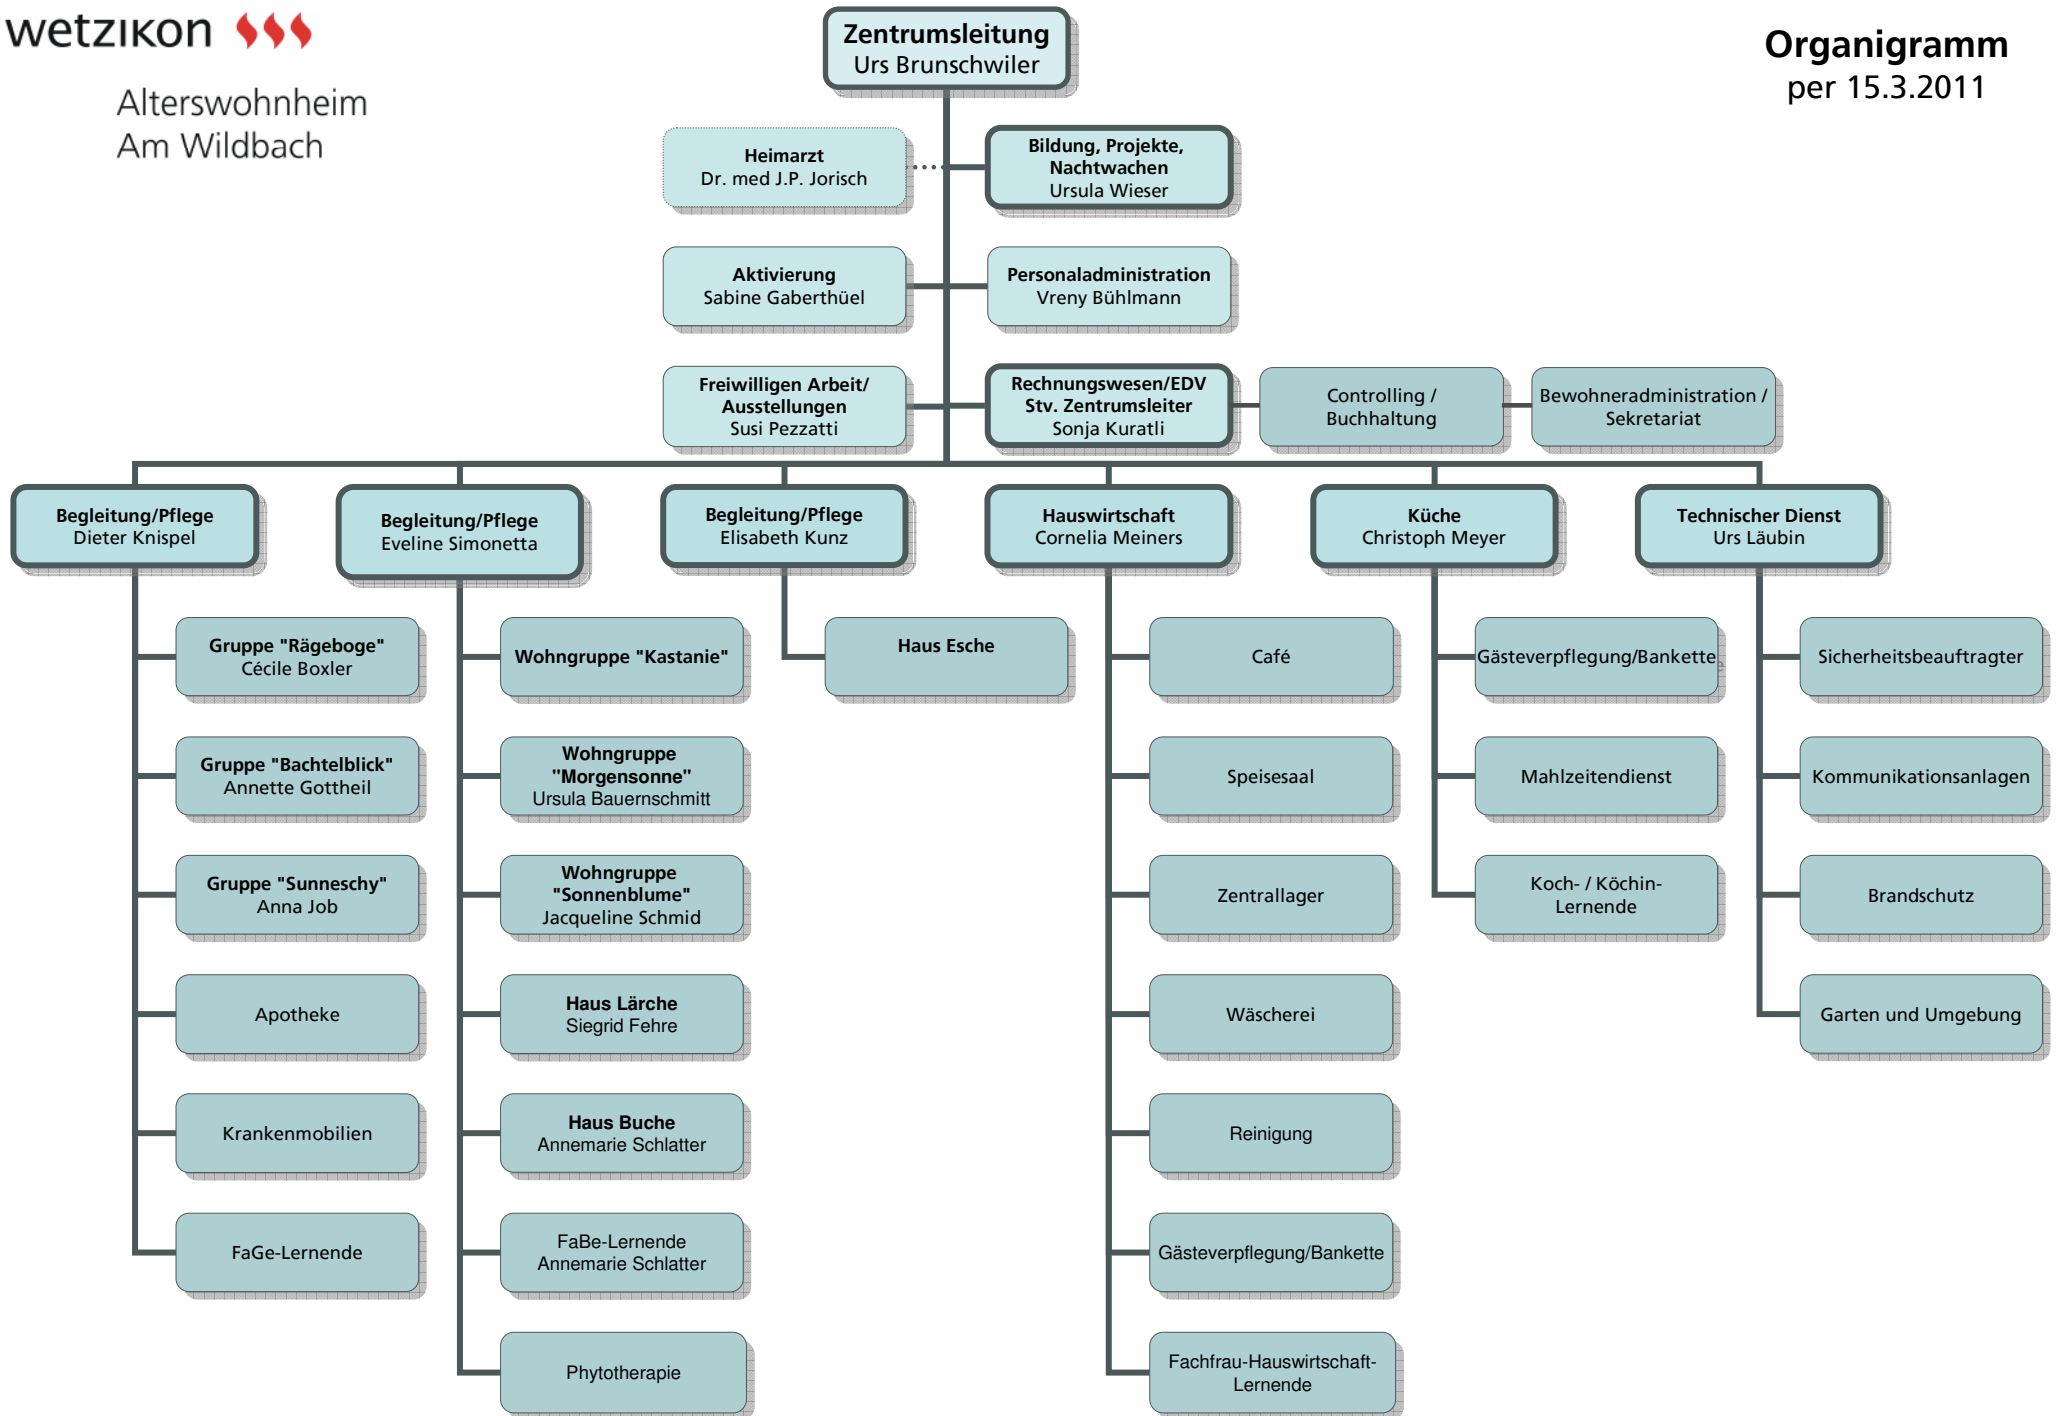 wetzikon
Alterswohnheim
Am Wildbach
Organigramm
per 15.3.2011
Zentrumsleitung
Urs Brunschwiler
Heimarzt
Dr. med J.P. Jorisch
Bildung, Projekte,
Nachtwachen
Ursula Wieser
Aktivierung
Sabine Gaberthüel
Personaladministration
Vreny Bühlmann
Freiwilligen Arbeit/
Ausstellungen
Susi Pezzatti
Rechnungswesen/EDV
Stv. Zentrumsleiter
Sonja Kuratli
Controlling /
Buchhaltung
Bewohneradministration /
Sekretariat
Begleitung/Pflege
Dieter Knispel
Gruppe "Rägeboge"
Cécile Boxler
Gruppe "Bachtelblick"
Annette Gottheil
Gruppe "Sunneschy"
Anna Job
Apotheke
Krankenmobilien
FaGe-Lernende
Begleitung/Pflege
Eveline Simonetta
Wohngruppe "Kastanie"
Wohngruppe
"Morgensonne"
Ursula Bauernschmitt
Wohngruppe
"Sonnenblume"
Jacqueline Schmid
Haus Lärche
Siegrid Fehre
Haus Buche
Annemarie Schlatter
FaBe-Lernende
Annemarie Schlatter
Phytotherapie
Begleitung/Pflege
Elisabeth Kunz
Haus Esche
Hauswirtschaft
Cornelia Meiners
Café
Speisesaal
Zentrallager
Wäscherei
Reinigung
Gästeverpflegung/Bankette
Fachfrau-Hauswirtschaft-
Lernende
Küche
Christoph Meyer
Gästeverpflegung/Bankette
Mahlzeitendienst
Koch- / Köchin-
Lernende
Technischer Dienst
Urs Läubin
Sicherheitsbeauftragter
Kommunikationsanlagen
Brandschutz
Garten und Umgebung